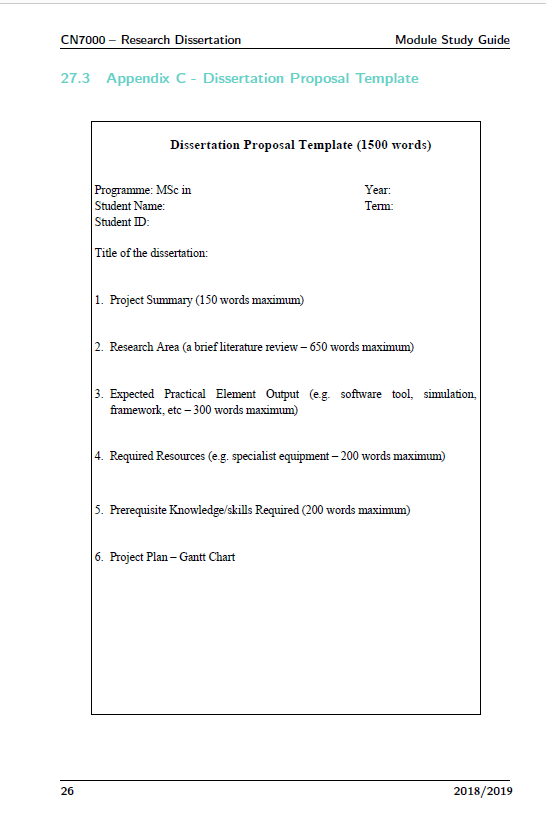 CN7000 – Research Dissertation Module Study Guide
27.3 Appendix C - Dissertation Proposal Template
Dissertation Proposal Template (1500 words)
Programme: MSc in Year:
Student Name: Term:
Student ID:
Title of the dissertation:
1. Project Summary (150 words maximum)
2. Research Area (a brief literature review – 650 words maximum)
3. Expected Practical Element Output (e.g. software tool, simulation,
framework, etc – 300 words maximum)
4. Required Resources (e.g. specialist equipment – 200 words maximum)
5. Prerequisite Knowledge/skills Required (200 words maximum)
6. Project Plan – Gantt Chart
26 2018/2019